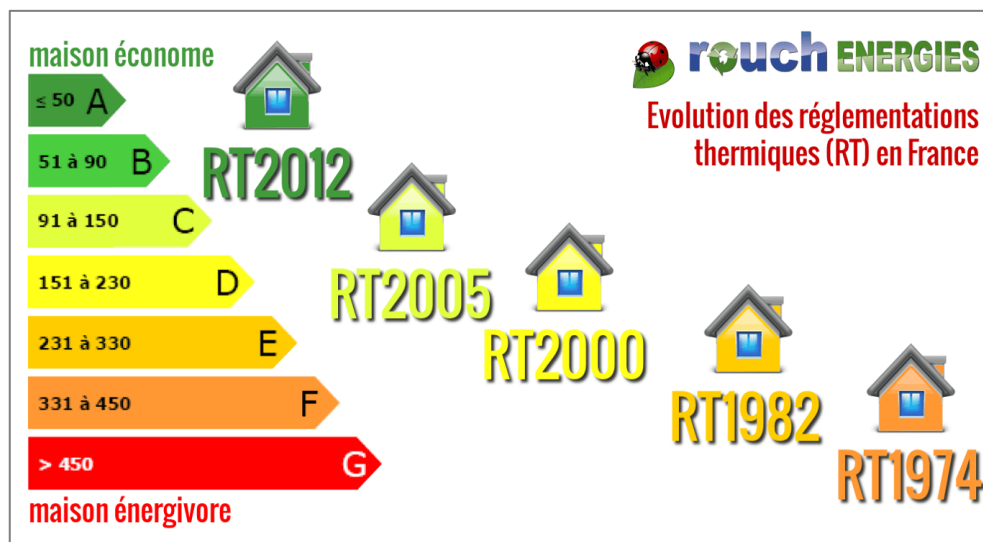 maison économe
≤ 50 A
51 à 90 B
91 à 150 C
151 à 230 D
231 à 330 E
331 à 450 F
> 450 G
maison énergivore
RT2012
RT2005
RT2000
RT1982
RT1974
rouch ENERGIES
Evolution des réglementations
thermiques (RT) en France